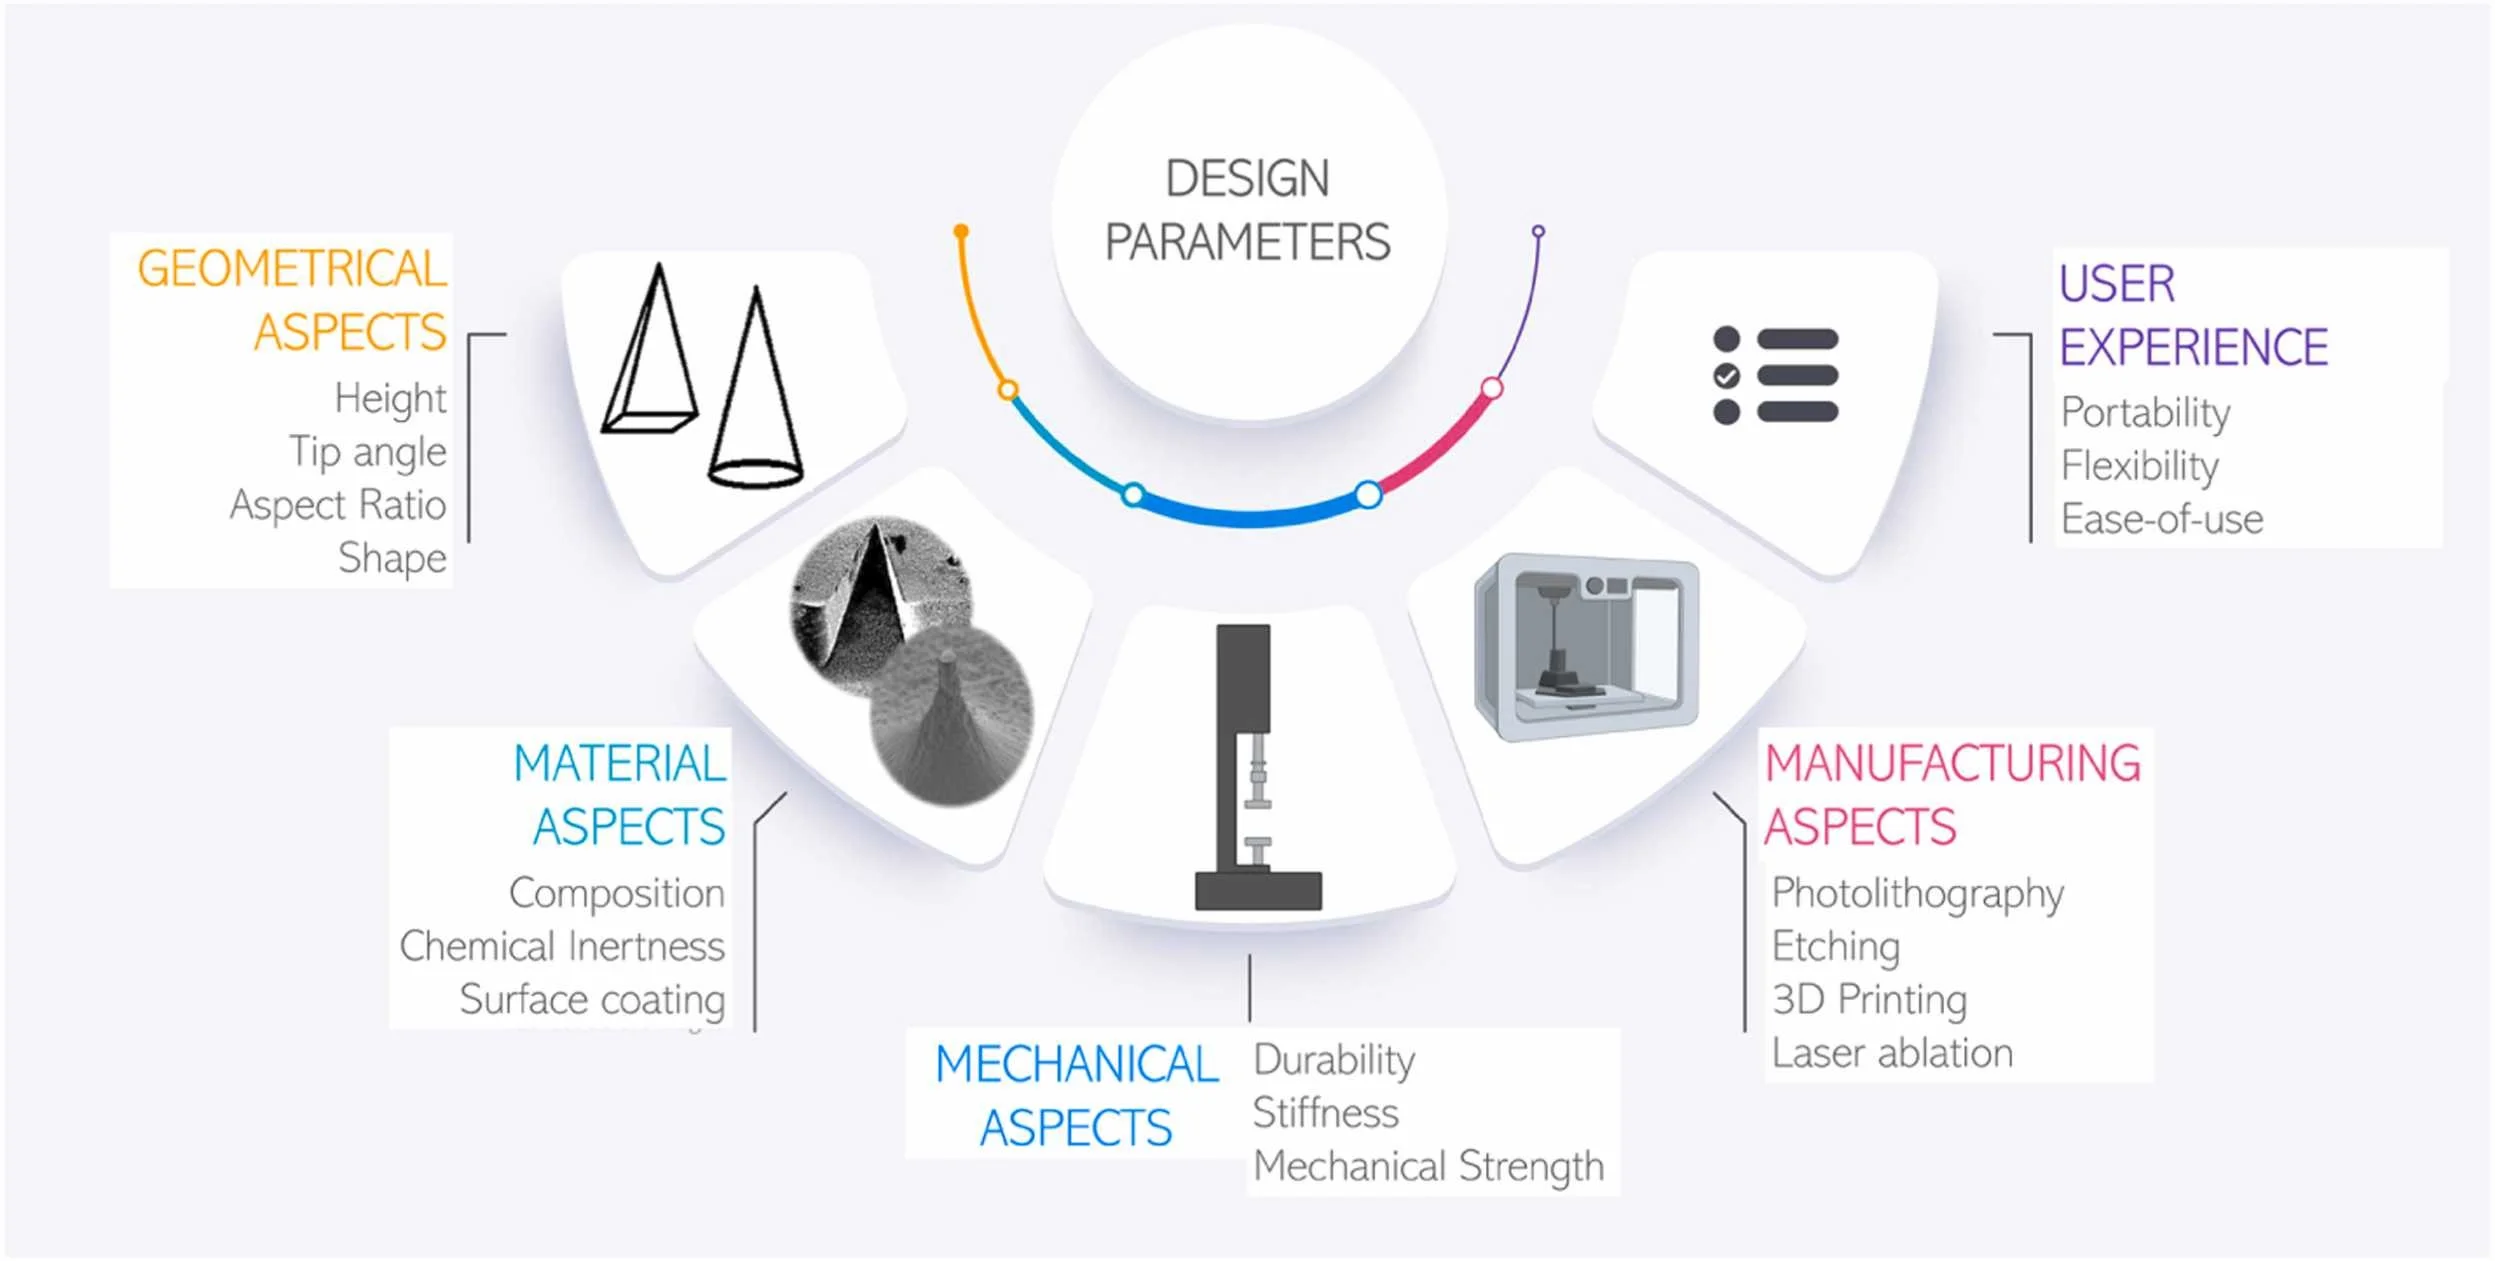 DESIGN
PARAMETERS
GEOMETRICAL
ASPECTS
Height
Tip angle
Aspect Ratio
Shape
MATERIAL
ASPECTS
Composition
Chemical Inertness
Surface coating
MECHANICAL
ASPECTS
Durability
Stiffness
Mechanical Strength
MANUFACTURING
ASPECTS
Photolithography
Etching
3D Printing
Laser ablation
USER
EXPERIENCE
Portability
Flexibility
Ease-of-use